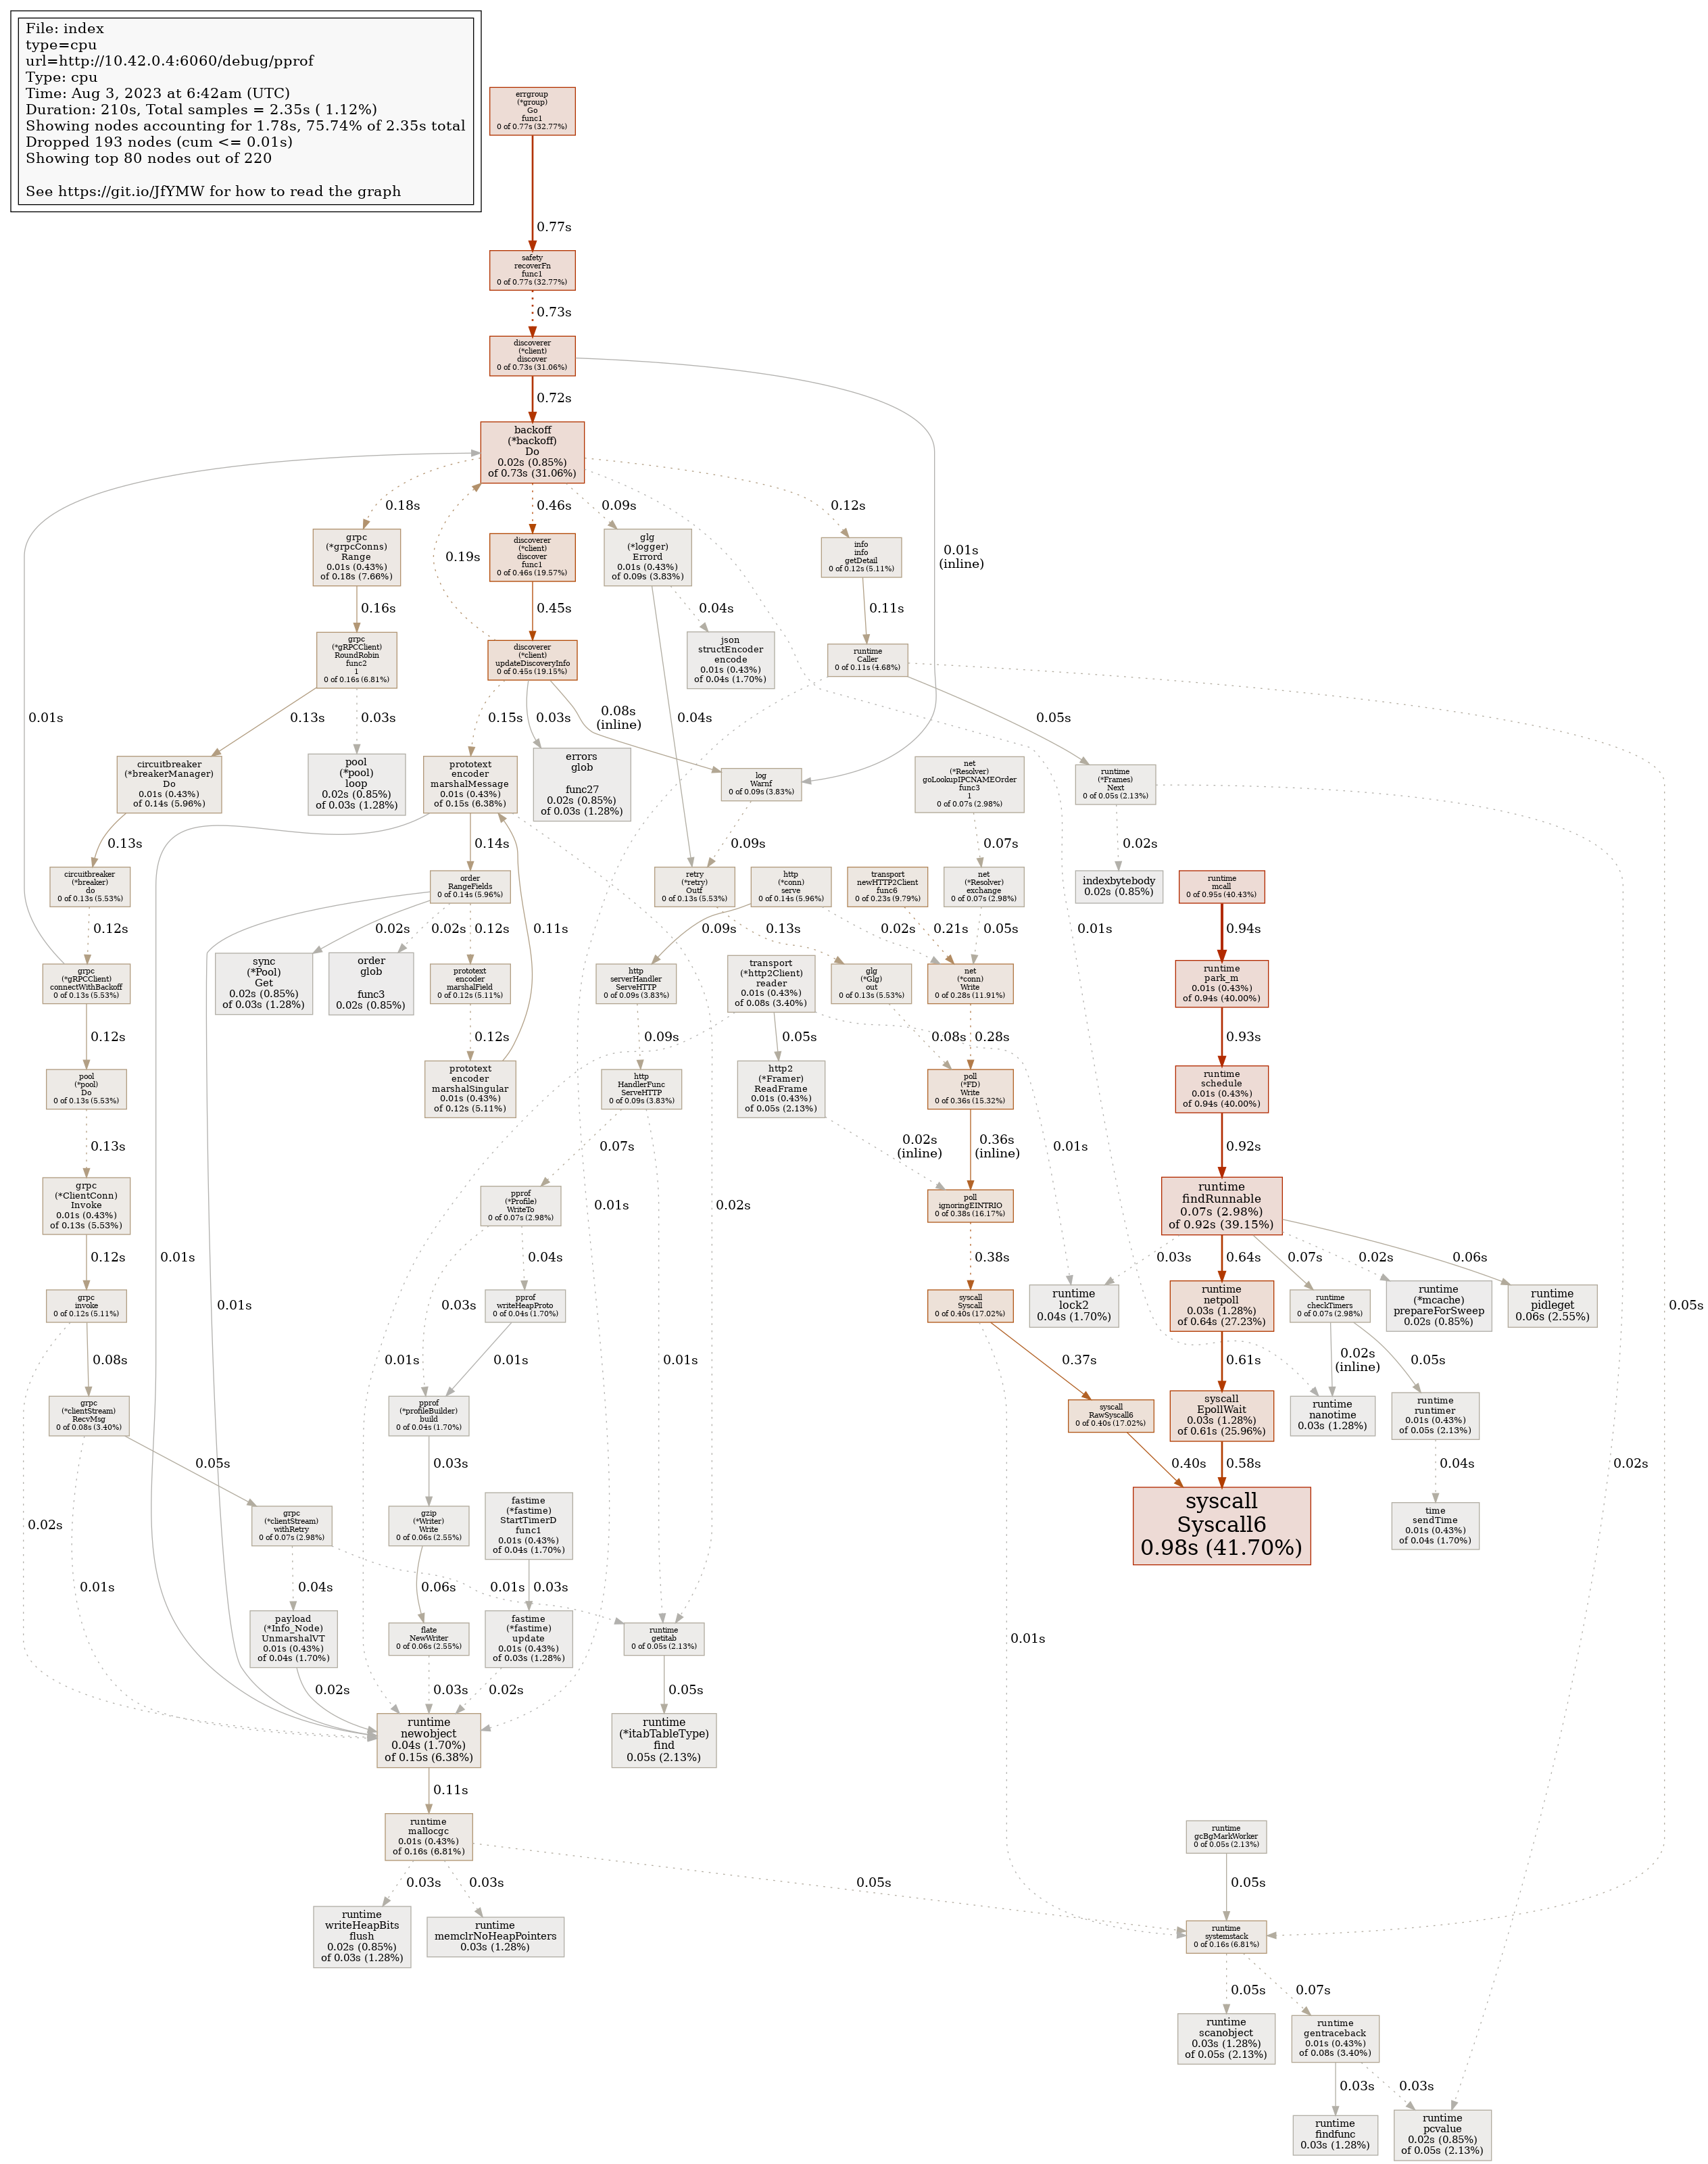 File: index
type=cpu
url=http://10.42.0.4:6060/debug/pprof
Type: cpu
Time: Aug 3, 2023 at 6:42am (UTC)
Duration: 210s, Total samples = 2.35s ( 1.12%)
Showing nodes accounting for 1.78s, 75.74% of 2.35s total
Dropped 193 nodes (cum <= 0.01s)
Showing top 80 nodes out of 220
See https://git.io/JfYMW for how to read the graph
errgroup
(*group)
Go
func1
0 of 0.77s (32.77%)
0.77s
safety
recoverFn
func1
0 of 0.77s (32.77%)
0.73s
discoverer
(*client)
discover
0 of 0.73s (31.06%)
0.72s
backoff
(*backoff)
Do
0.02s (0.85%)
of 0.73s (31.06%)
0.18s
0.46s
0.09s
0.12s
0.19s
0.01s
(inline)
grpc
(*grpcConns)
Range
0.01s (0.43%)
of 0.18s (7.66%)
discoverer
(*client)
discover
func1
0 of 0.46s (19.57%)
glg
(*logger)
Errord
0.01s (0.43%)
of 0.09s (3.83%)
info
info
getDetail
0 of 0.12s (5.11%)
0.16s
0.45s
0.04s
0.11s
grpc
(*gRPCClient)
RoundRobin
func2
1
0 of 0.16s (6.81%)
discoverer
(*client)
updateDiscoveryInfo
0 of 0.45s (19.15%)
json
structEncoder
encode
0.01s (0.43%)
of 0.04s (1.70%)
runtime
Caller
0 of 0.11s (4.68%)
0.01s
0.13s
0.03s
0.15s
0.03s
0.08s
(inline)
0.04s
0.05s
circuitbreaker
(*breakerManager)
Do
0.01s (0.43%)
of 0.14s (5.96%)
pool
(*pool)
loop
0.02s (0.85%)
of 0.03s (1.28%)
prototext
encoder
marshalMessage
0.01s (0.43%)
of 0.15s (6.38%)
errors
glob
func27
0.02s (0.85%)
of 0.03s (1.28%)
log
Warnf
0 of 0.09s (3.83%)
net
(*Resolver)
goLookupIPCNAMEOrder
func3
1
0 of 0.07s (2.98%)
runtime
(*Frames)
Next
0 of 0.05s (2.13%)
0.13s
0.14s
0.09s
0.07s
0.02s
circuitbreaker
(*breaker)
do
0 of 0.13s (5.53%)
order
RangeFields
0 of 0.14s (5.96%)
retry
(*retry)
Outf
0 of 0.13s (5.53%)
http
(*conn)
serve
0 of 0.14s (5.96%)
transport
newHTTP2Client
func6
0 of 0.23s (9.79%)
net
(*Resolver)
exchange
0 of 0.07s (2.98%)
indexbytebody
0.02s (0.85%)
runtime
mcall
0 of 0.95s (40.43%)
0.12s
0.02s
0.02s
0.12s
0.11s
0.09s
0.13s
0.02s
0.21s
0.05s
0.01s
0.94s
grpc
(*gRPCClient)
connectWithBackoff
0 of 0.13s (5.53%)
sync
(*Pool)
Get
0.02s (0.85%)
of 0.03s (1.28%)
order
glob
func3
0.02s (0.85%)
prototext
encoder
marshalField
0 of 0.12s (5.11%)
http
serverHandler
ServeHTTP
0 of 0.09s (3.83%)
transport
(*http2Client)
reader
0.01s (0.43%)
of 0.08s (3.40%)
glg
(*Glg)
out
0 of 0.13s (5.53%)
net
(*conn)
Write
0 of 0.28s (11.91%)
runtime
park_m
0.01s (0.43%)
of 0.94s (40.00%)
0.12s
0.12s
0.09s
0.05s
0.08s
0.28s
0.93s
pool
(*pool)
Do
0 of 0.13s (5.53%)
prototext
encoder
marshalSingular
0.01s (0.43%)
of 0.12s (5.11%)
http
HandlerFunc
ServeHTTP
0 of 0.09s (3.83%)
http2
(*Framer)
ReadFrame
0.01s (0.43%)
of 0.05s (2.13%)
poll
(*FD)
Write
0 of 0.36s (15.32%)
runtime
schedule
0.01s (0.43%)
of 0.94s (40.00%)
0.13s
0.07s
0.02s
(inline)
0.36s
(inline)
0.01s
0.92s
grpc
(*ClientConn)
Invoke
0.01s (0.43%)
of 0.13s (5.53%)
pprof
(*Profile)
WriteTo
0 of 0.07s (2.98%)
0.01s
0.02s
poll
ignoringEINTRIO
0 of 0.38s (16.17%)
runtime
findRunnable
0.07s (2.98%)
of 0.92s (39.15%)
0.12s
0.01s
0.04s
0.38s
0.03s
0.64s
0.07s
0.02s
0.06s
grpc
invoke
0 of 0.12s (5.11%)
0.01s
0.03s
pprof
writeHeapProto
0 of 0.04s (1.70%)
syscall
Syscall
0 of 0.40s (17.02%)
runtime
lock2
0.04s (1.70%)
runtime
netpoll
0.03s (1.28%)
of 0.64s (27.23%)
runtime
checkTimers
0 of 0.07s (2.98%)
runtime
(*mcache)
prepareForSweep
0.02s (0.85%)
runtime
pidleget
0.06s (2.55%)
0.05s
0.08s
0.01s
0.01s
0.01s
0.37s
0.61s
0.02s
(inline)
0.05s
grpc
(*clientStream)
RecvMsg
0 of 0.08s (3.40%)
pprof
(*profileBuilder)
build
0 of 0.04s (1.70%)
syscall
RawSyscall6
0 of 0.40s (17.02%)
syscall
EpollWait
0.03s (1.28%)
of 0.61s (25.96%)
runtime
nanotime
0.03s (1.28%)
runtime
runtimer
0.01s (0.43%)
of 0.05s (2.13%)
0.05s
0.03s
0.40s
0.58s
0.04s
0.02s
0.02s
grpc
(*clientStream)
withRetry
0 of 0.07s (2.98%)
gzip
(*Writer)
Write
0 of 0.06s (2.55%)
fastime
(*fastime)
StartTimerD
func1
0.01s (0.43%)
of 0.04s (1.70%)
syscall
Syscall6
0.98s (41.70%)
time
sendTime
0.01s (0.43%)
of 0.04s (1.70%)
0.01s
0.04s
0.06s
0.01s
0.03s
payload
(*Info_Node)
UnmarshalVT
0.01s (0.43%)
of 0.04s (1.70%)
flate
NewWriter
0 of 0.06s (2.55%)
fastime
(*fastime)
update
0.01s (0.43%)
of 0.03s (1.28%)
runtime
getitab
0 of 0.05s (2.13%)
0.01s
0.02s
0.03s
0.02s
0.05s
runtime
newobject
0.04s (1.70%)
of 0.15s (6.38%)
runtime
(*itabTableType)
find
0.05s (2.13%)
0.11s
runtime
mallocgc
0.01s (0.43%)
of 0.16s (6.81%)
runtime
gcBgMarkWorker
0 of 0.05s (2.13%)
0.03s
0.03s
0.05s
0.05s
runtime
writeHeapBits
flush
0.02s (0.85%)
of 0.03s (1.28%)
runtime
memclrNoHeapPointers
0.03s (1.28%)
runtime
systemstack
0 of 0.16s (6.81%)
0.05s
0.07s
runtime
scanobject
0.03s (1.28%)
of 0.05s (2.13%)
runtime
gentraceback
0.01s (0.43%)
of 0.08s (3.40%)
0.03s
0.03s
runtime
findfunc
0.03s (1.28%)
runtime
pcvalue
0.02s (0.85%)
of 0.05s (2.13%)